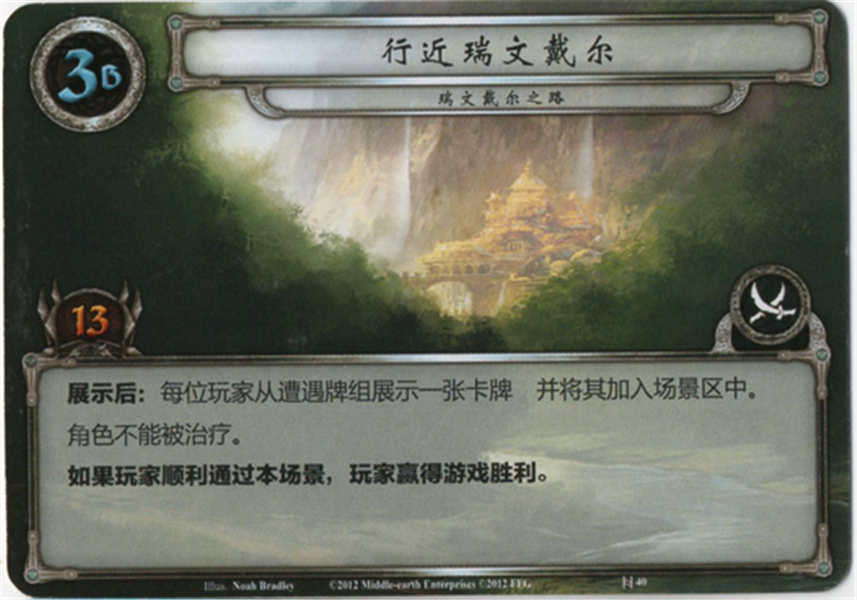 3B
行近瑞文戴尔
瑞文戴尔之路
13
展示后：每位玩家从遭遇牌组展示一张卡牌 并将其加入场景区中。
角色不能被治疗。
如果玩家顺利通过本场景，玩家赢得游戏胜利。
Illus. Noah Bradley ©2012 Middle-earth Enterprises ©2012 FFG 40